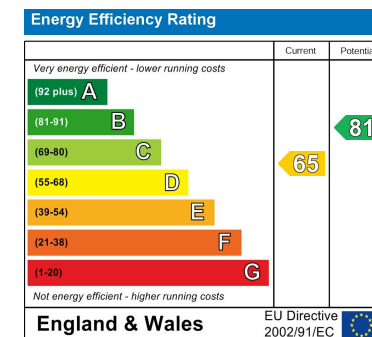 Energy Efficiency Rating
Current Potentia
Very energy efficient - lower running costs
(92 plus) A
(81-91) B
(69-80) C
(55-68) D
(39-54) E
(21-38) F
(1-20) G
65
81
Not energy efficient - higher running costs
England & Wales
EU Directive
2002/91/EC